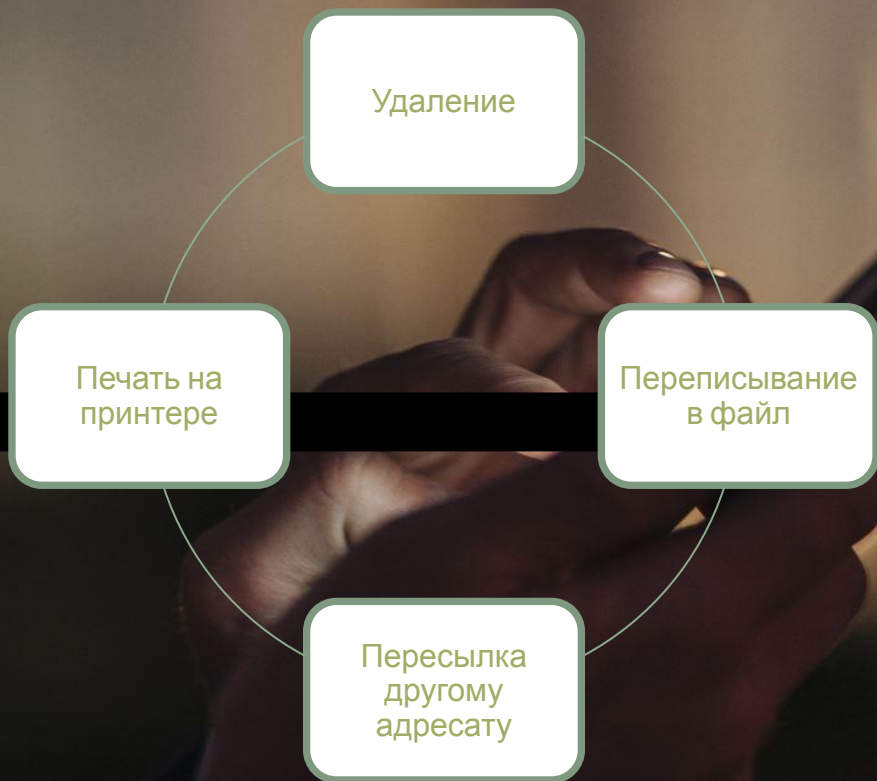 Удаление
Печать на
принтере
Переписывание
в файл
Пересылка
другому
адресату